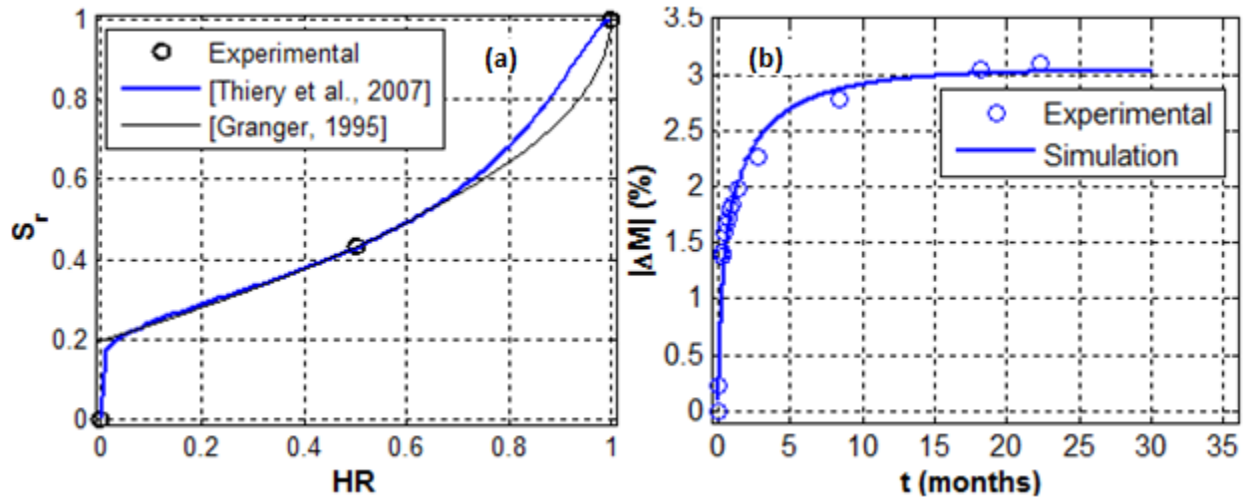 1
0.8
0.6
0.4
0.2
0
S_r
Experimental
[Thiery et al., 2007]
[Granger, 1995]
(a)
0 0.2 0.4 0.6 0.8 1
HR
3.5
3
2.5
2
1.5
1
0.5
0
|ΔM| (%)
(b)
Experimental
Simulation
0 5 10 15 20 25 30 35
t (months)